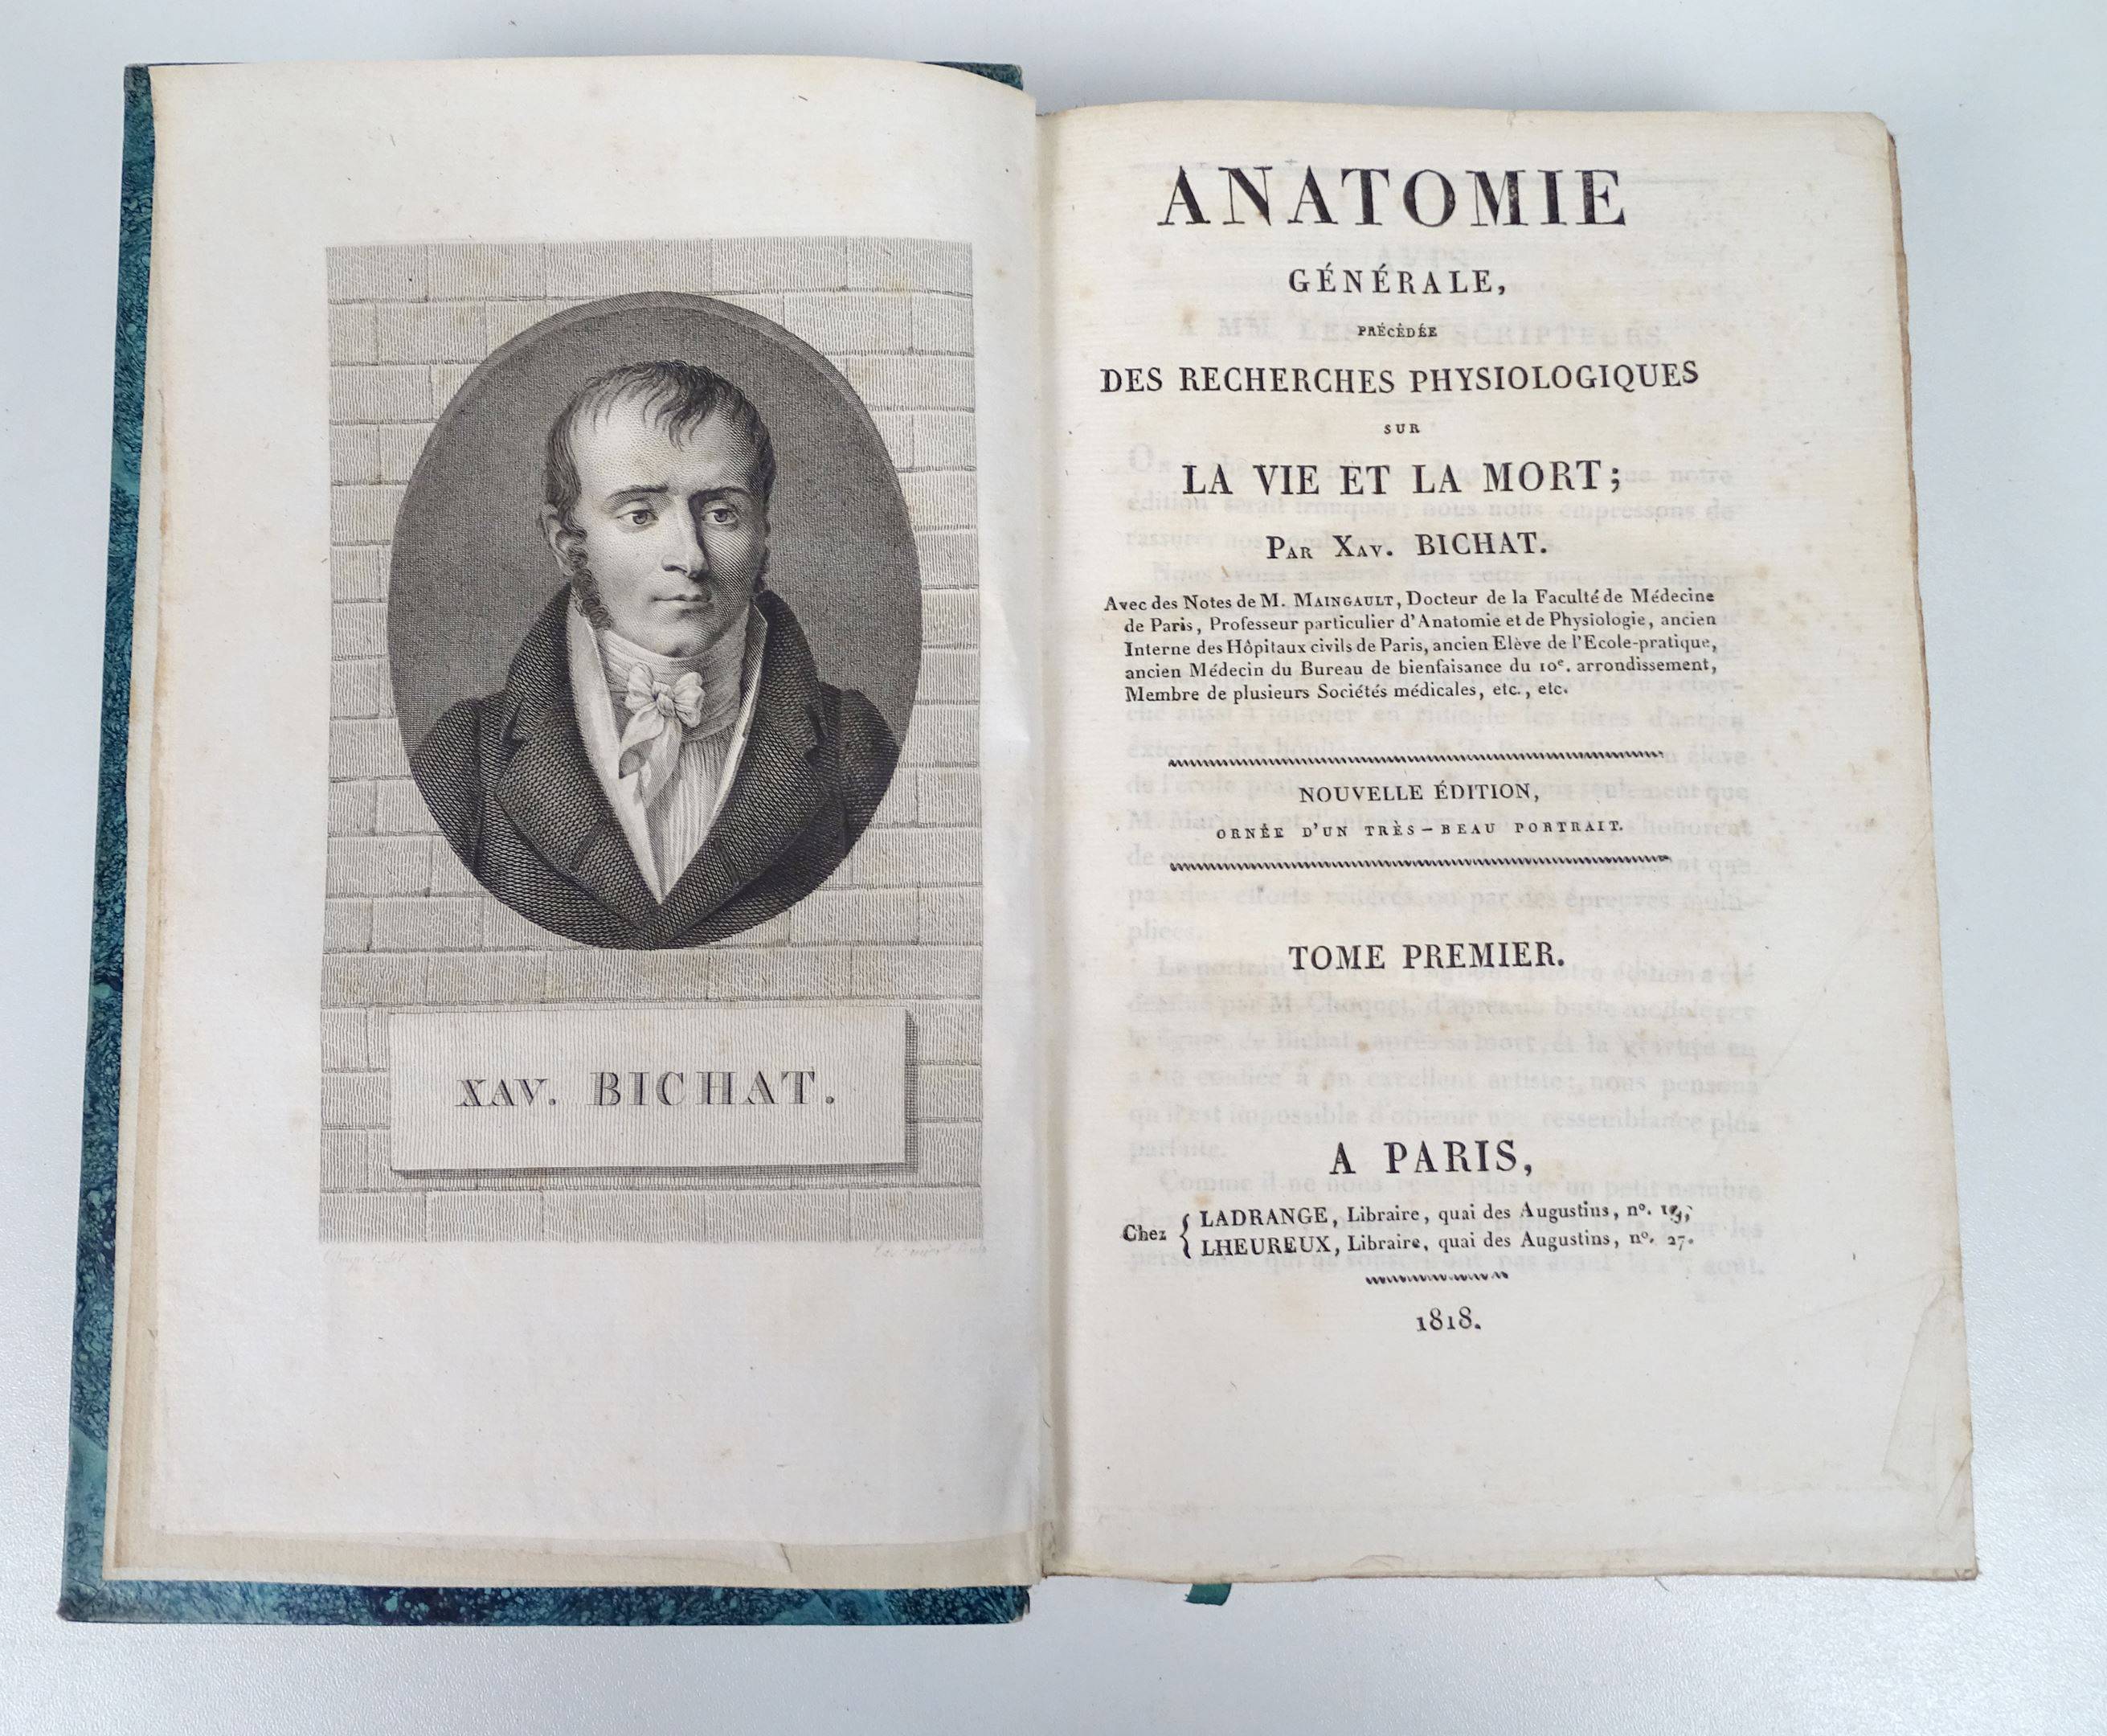 XAV. BICHAT.
ANATOMIE
GÉNÉRALE,
PRÉCÉDÉE
DES RECHERCHES PHYSIOLOGIQUES
SUR
LA VIE ET LA MORT;
PAR XAV. BICHAT.
Avec des Notes de M. MAINGAULT, Docteur de la Faculté de Médecine
de Paris, Professeur particulier d'Anatomie et de Physiologie, ancien
Interne des Hôpitaux civils de Paris, ancien Elève de l'Ecole-pratique,
ancien Médecin du Bureau de bienfaisance du 10e. arrondissement,
Membre de plusieurs Sociétés médicales, etc., etc.
NOUVELLE ÉDITION,
ORNÉE D'UN TRÈS-BEAU PORTRAIT.
TOME PREMIER.
A PARIS,
Chez { LADRANGE, Libraire, quai des Augustins, no. 19;
LHEUREUX, Libraire, quai des Augustins, no. 27.
1818.